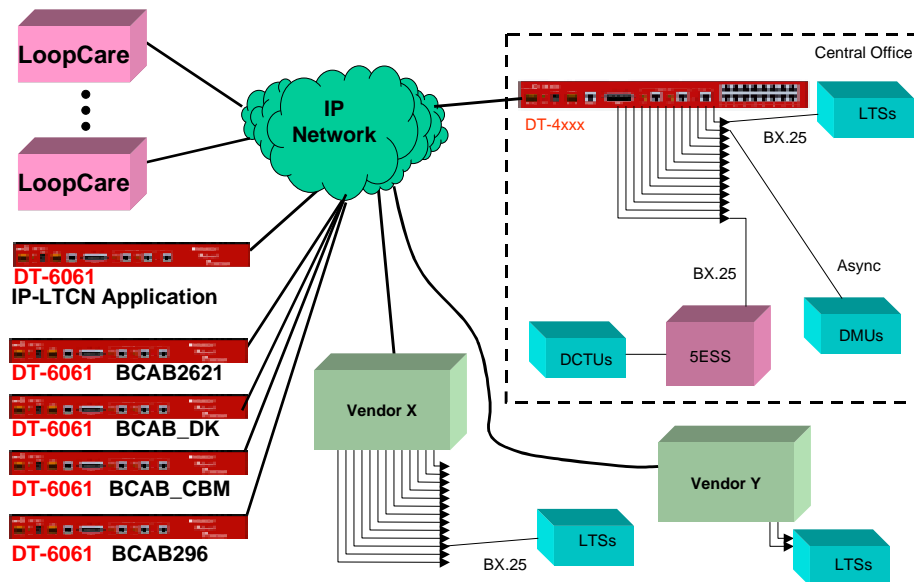 LoopCare
LoopCare
IP
Network
Central Office
DT-4xxx
LTSs
BX.25
BX.25
Async
DCTUs
5ESS
DMUs
DT-6061
IP-LTCN Application
DT-6061 BCAB2621
DT-6061 BCAB_DK
DT-6061 BCAB_CBM
DT-6061 BCAB296
Vendor X
BX.25
LTSs
Vendor Y
LTSs